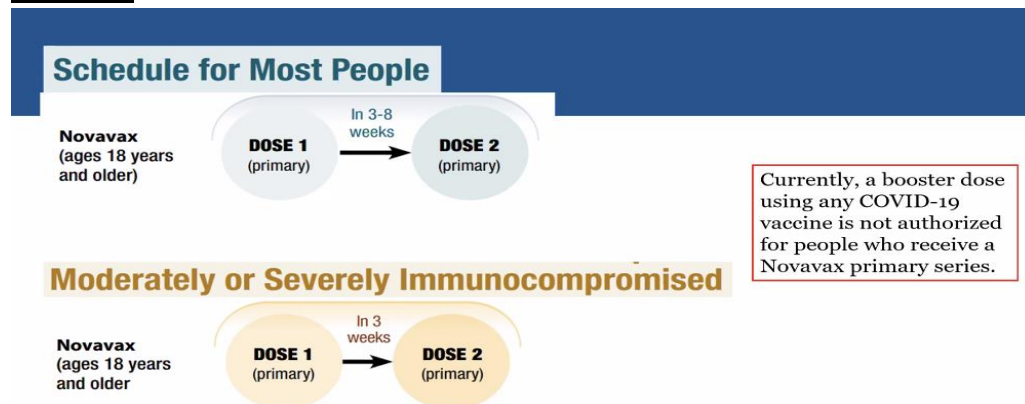 Schedule for Most People
Novavax
(ages 18 years
and older)
DOSE 1
(primary)
In 3-8
weeks
DOSE 2
(primary)
Currently, a booster dose
using any COVID-19
vaccine is not authorized
for people who receive a
Novavax primary series.
Moderately or Severely Immunocompromised
Novavax
(ages 18 years
and older
DOSE 1
(primary)
In 3
weeks
DOSE 2
(primary)